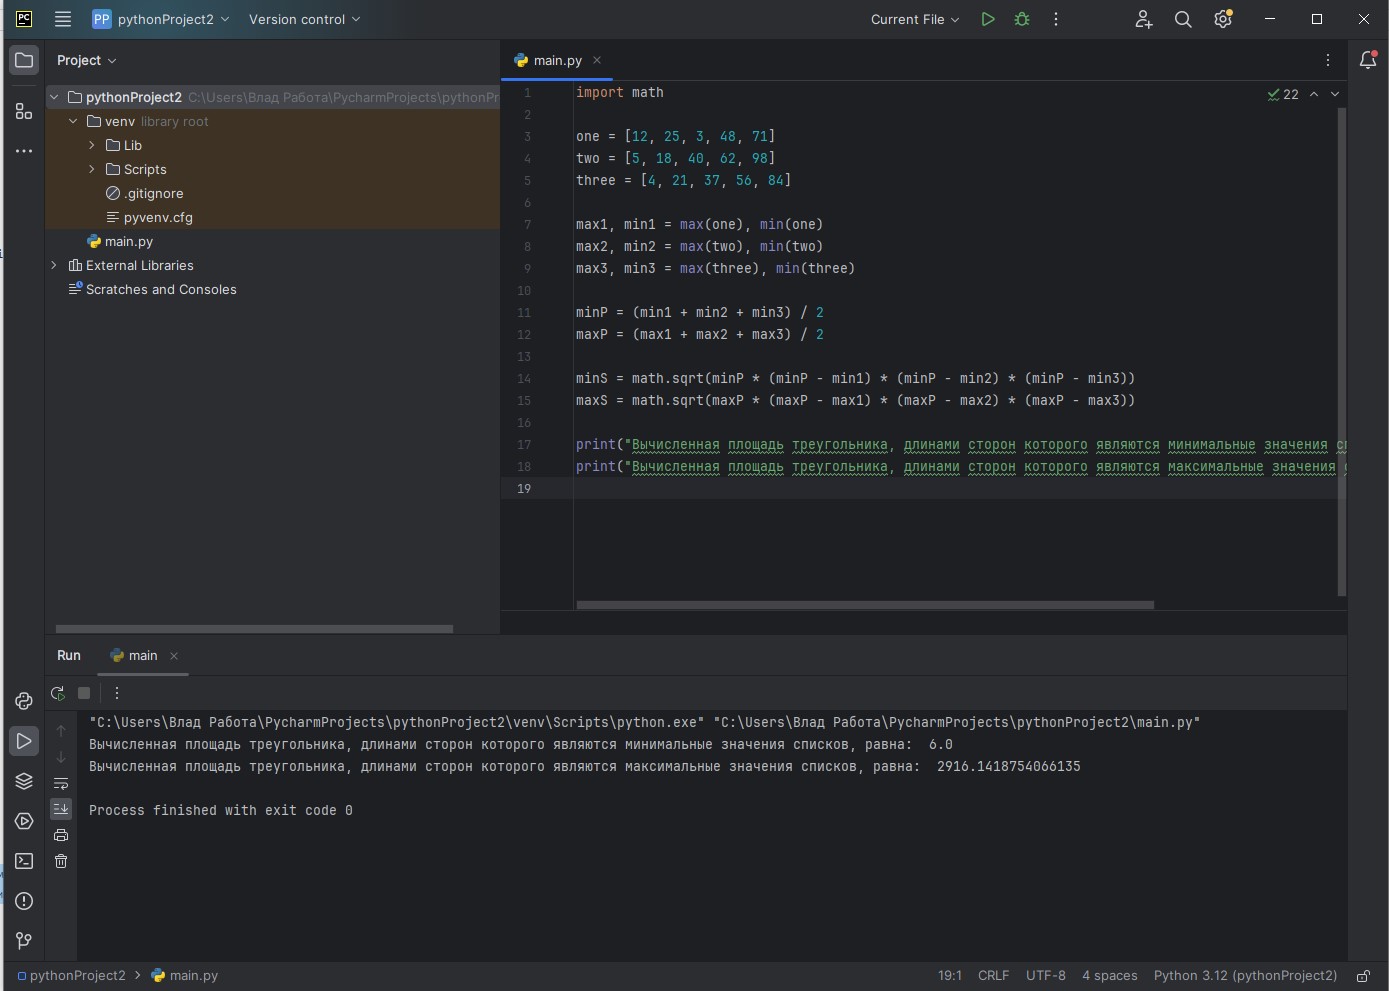 PC
PP pythonProject2 Version control Current File
Project
main.py
pythonProject2 C:\Users\Влад Работа\PycharmProjects\pythonPr
venv library root
Lib
Scripts
.gitignore
pyvenv.cfg
main.py
External Libraries
Scratches and Consoles
22
1 import math
2
3 one = [12, 25, 3, 48, 71]
4 two = [5, 18, 40, 62, 98]
5 three = [4, 21, 37, 56, 84]
6
7 max1, min1 = max(one), min(one)
8 max2, min2 = max(two), min(two)
9 max3, min3 = max(three), min(three)
10
11 minP = (min1 + min2 + min3) / 2
12 maxP = (max1 + max2 + max3) / 2
13
14 minS = math.sqrt(minP * (minP - min1) * (minP - min2) * (minP - min3))
15 maxS = math.sqrt(maxP * (maxP - max1) * (maxP - max2) * (maxP - max3))
16
17 print("Вычисленная площадь треугольника, длинами сторон которого являются минимальные значения
18 print("Вычисленная площадь треугольника, длинами сторон которого являются максимальные значения
19
Run main
"C:\Users\Влад Работа\PycharmProjects\pythonProject2\venv\Scripts\python.exe" "C:\Users\Влад Работа\PycharmProjects\pythonProject2\main.py"
Вычисленная площадь треугольника, длинами сторон которого являются минимальные значения списков, равна:  6.0
Вычисленная площадь треугольника, длинами сторон которого являются максимальные значения списков, равна:  2916.1418754066135
Process finished with exit code 0
pythonProject2 > main.py 19:1 CRLF UTF-8 4 spaces Python 3.12 (pythonProject2)